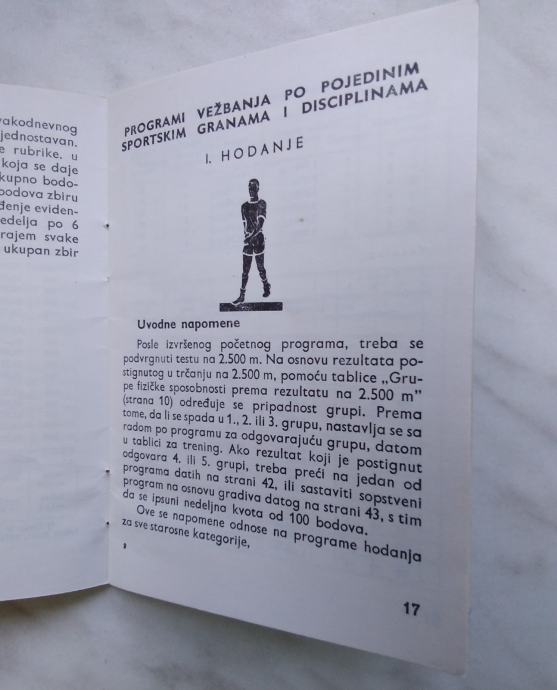 vakodnevnog
jednostavan.
e rubrike. u
koja se daje
kupno bodo-
bodova zbiru
đenje eviden-
edelja po 6
rajem svake
ukupan zbir
PROGRAMI VEŽBANJA PO POJEDINIM
SPORTSKIM GRANAMA I DISCIPLINAMA
I. HODANJE
Uvodne napomene
Posle izvršenog početnog programa, treba se
podvrgnuti testu na 2.500 m. Na osnovu rezultata po-
stignutog u trčanju na 2.500 m, pomoću tablice „Gru-
pe fizičke sposobnosti prema rezultatu na 2.500 m”
(strana 10) određuje se pripadnost grupi. Prema
tome, da li se spada u 1., 2. ili 3. grupu, nastavlja se sa
radom po programu za odgovarajuću grupu, datom
u tablici za trening. Ako rezultat koji je postignut
odgovara 4. ili 5. grupi, treba preći na jedan od
programa datih na strani 42, ili sastaviti sopstveni
program na osnovu gradiva datog na strani 43, s tim
da se ipsuni nedeljna kvota od 100 bodova.
Ove se napomene odnose na programe hodanja
za sve starosne kategorije,
17